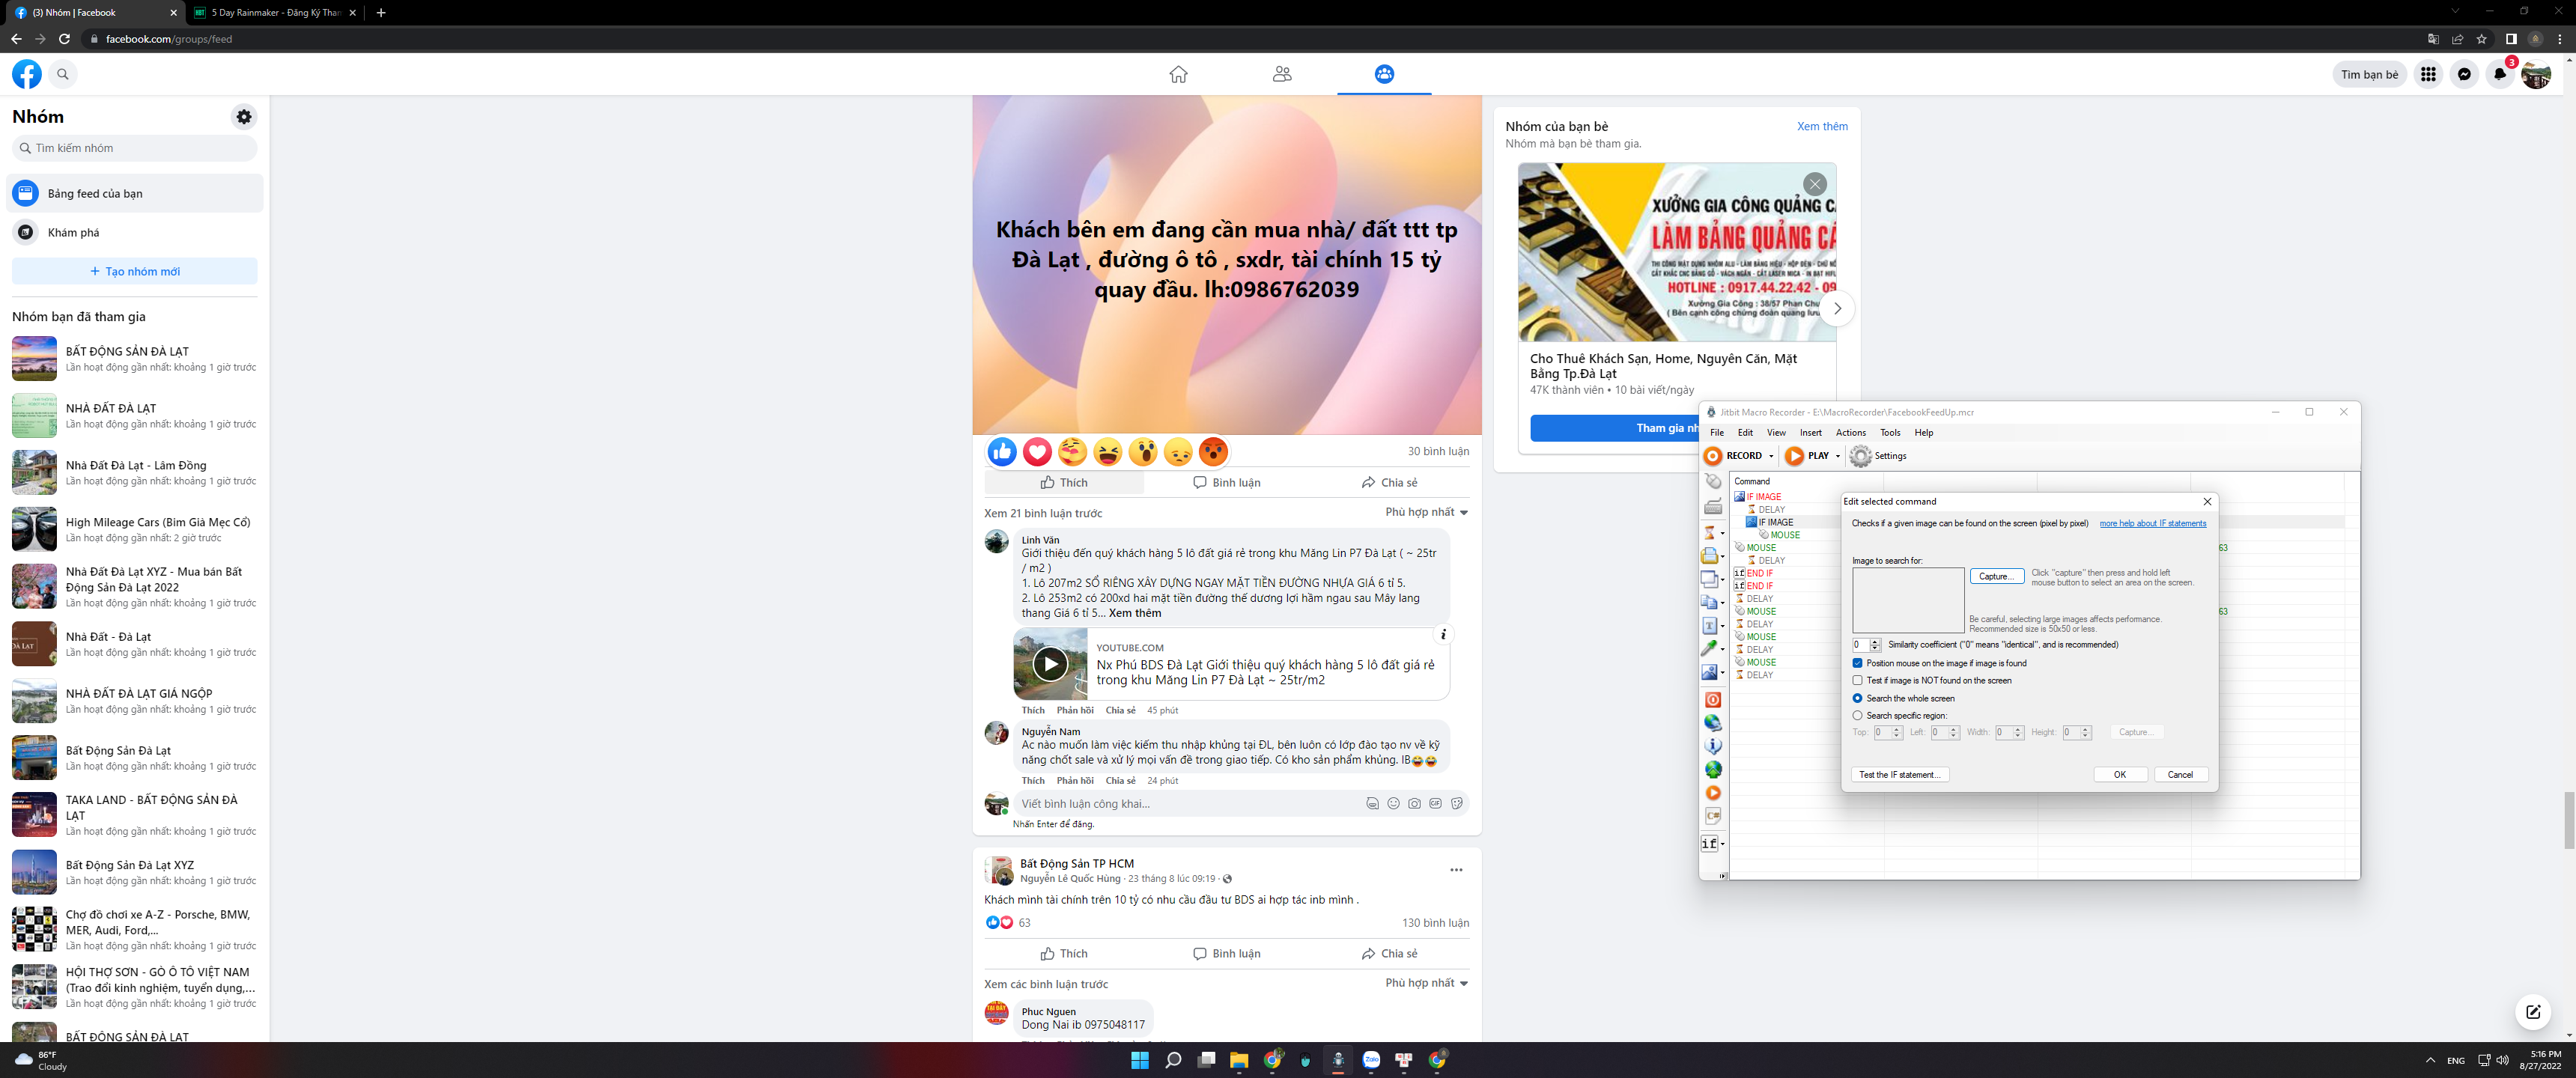 (3) Nhóm | Facebook
5 Day Rainmaker - Đăng Ký Tham
facebook.com/groups/feed
Tìm bạn bè
3
Nhóm
Tìm kiếm nhóm
Bảng feed của bạn
Khám phá
+ Tạo nhóm mới
Nhóm bạn đã tham gia
BẤT ĐỘNG SẢN ĐÀ LẠT
Lần hoạt động gần nhất: khoảng 1 giờ trước
NHÀ ĐẤT ĐÀ LẠT
Lần hoạt động gần nhất: khoảng 1 giờ trước
Nhà Đất Đà Lạt - Lâm Đồng
Lần hoạt động gần nhất: khoảng 1 giờ trước
High Mileage Cars (Bim Già Mẹc Cổ)
Lần hoạt động gần nhất: 2 giờ trước
Nhà Đất Đà Lạt XYZ - Mua bán Bất
Động Sản Đà Lạt 2022
Lần hoạt động gần nhất: khoảng 1 giờ trước
Nhà Đất - Đà Lạt
Lần hoạt động gần nhất: khoảng 1 giờ trước
NHÀ ĐẤT ĐÀ LẠT GIÁ NGỘP
Lần hoạt động gần nhất: khoảng 1 giờ trước
Bất Động Sản Đà Lạt
Lần hoạt động gần nhất: khoảng 1 giờ trước
TAKA LAND - BẤT ĐỘNG SẢN ĐÀ
LẠT
Lần hoạt động gần nhất: khoảng 1 giờ trước
Bất Động Sản Đà Lạt XYZ
Lần hoạt động gần nhất: khoảng 1 giờ trước
Chợ đồ chơi xe A-Z - Porsche, BMW,
MER, Audi, Ford,...
Lần hoạt động gần nhất: khoảng 1 giờ trước
HỘI THỢ SƠN - GÒ Ô TÔ VIỆT NAM
(Trao đổi kinh nghiệm, tuyển dụng,...
Lần hoạt động gần nhất: khoảng 1 giờ trước
BẤT ĐỘNG SẢN ĐÀ LẠT
Khách bên em đang cần mua nhà/ đất ttt tp
Đà Lạt , đường ô tô , sxdr, tài chính 15 tỷ
quay đầu. lh:0986762039
30 bình luận
Thích
Bình luận
Chia sẻ
Xem 21 bình luận trước
Phù hợp nhất
Linh Văn
Giới thiệu đến quý khách hàng 5 lô đất giá rẻ trong khu Măng Lin P7 Đà Lạt ( ~ 25tr
/ m2 )
1. Lô 207m2 SỔ RIÊNG XÂY DỰNG NGAY MẶT TIỀN ĐƯỜNG NHỰA GIÁ 6 tỉ 5.
2. Lô 253m2 có 200xd hai mặt tiền đường thế dương lợi hầm ngau sau Mây lang
thang Giá 6 tỉ 5... Xem thêm
YOUTUBE.COM
Nx Phú BDS Đà Lạt Giới thiệu quý khách hàng 5 lô đất giá rẻ
trong khu Măng Lin P7 Đà Lạt ~ 25tr/m2
Thích Phản hồi Chia sẻ 45 phút
Nguyễn Nam
Ac nào muốn làm việc kiếm thu nhập khủng tại ĐL, bên luôn có lớp đào tạo nv về kỹ
năng chốt sale và xử lý mọi vấn đề trong giao tiếp. Có kho sản phẩm khủng. IB
Thích Phản hồi Chia sẻ 24 phút
Viết bình luận công khai...
Nhấn Enter để đăng.
Bất Động Sản TP HCM
Nguyễn Lê Quốc Hùng · 23 tháng 8 lúc 09:19 ·
Khách mình tài chính trên 10 tỷ có nhu cầu đầu tư BDS ai hợp tác inb mình .
63
130 bình luận
Thích
Bình luận
Chia sẻ
Xem các bình luận trước
Phù hợp nhất
Phuc Nguen
Dong Nai ib 0975048117
Nhóm của bạn bè
Xem thêm
Nhóm mà bạn bè tham gia.
XƯỞNG GIA CÔNG QUẢNG C
LÀM BẢNG QUẢNG CÁ
HOTLINE : 0917.44.22.42 - 09
Xưởng Gia Công : 38/57 Phan Chu
( Bên cạnh công chứng đoàn quang lưu
Cho Thuê Khách Sạn, Home, Nguyên Căn, Mặt
Bằng Tp.Đà Lạt
47K thành viên • 10 bài viết/ngày
Tham gia nh
Jitbit Macro Recorder - E:\MacroRecorder\FacebookFeedUp.mcr
File Edit View Insert Actions Tools Help
RECORD PLAY Settings
Command
IF IMAGE
DELAY
IF IMAGE
MOUSE
MOUSE
63
DELAY
if END IF
if END IF
DELAY
MOUSE
63
DELAY
MOUSE
DELAY
MOUSE
DELAY
if
Edit selected command
Checks if a given image can be found on the screen (pixel by pixel)
more help about IF statements
Image to search for:
Capture...
Click "capture" then press and hold left
mouse button to select an area on the screen.
Be careful, selecting large images affects performance.
Recommended size is 50x50 or less.
0 Similarity coefficient ("0" means "identical", and is recommended)
Position mouse on the image if image is found
Test if image is NOT found on the screen
Search the whole screen
Search specific region:
Top: 0 Left: 0 Width: 0 Height: 0 Capture...
Test the IF statement...
OK
Cancel
86°F
Cloudy
Zalo
ENG
5:16 PM
8/27/2022